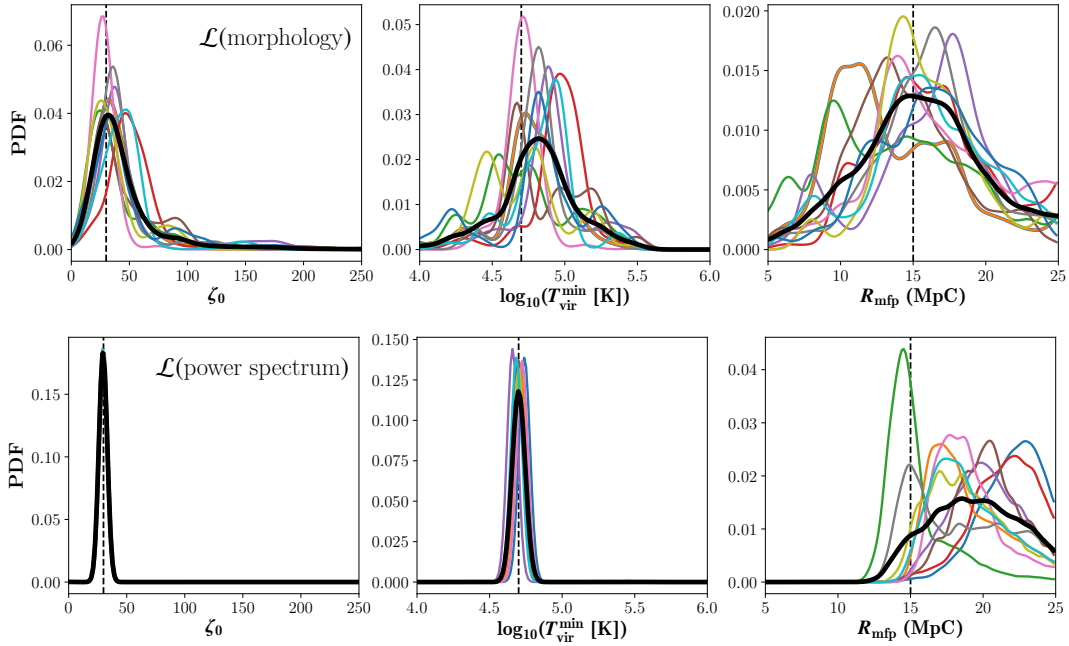 0.06
0.04
0.02
0.00
PDF
ℒ(morphology)
0 50 100 150 200 250
ζ₀
0.05
0.04
0.03
0.02
0.01
0.00
4.0 4.5 5.0 5.5 6.0
log₁₀(T_vir^min [K])
0.020
0.015
0.010
0.005
0.000
5 10 15 20 25
R_mfp (MpC)
0.15
0.10
0.05
0.00
PDF
ℒ(power spectrum)
0 50 100 150 200 250
ζ₀
0.150
0.125
0.100
0.075
0.050
0.025
0.000
4.0 4.5 5.0 5.5 6.0
log₁₀(T_vir^min [K])
0.04
0.03
0.02
0.01
0.00
5 10 15 20 25
R_mfp (MpC)